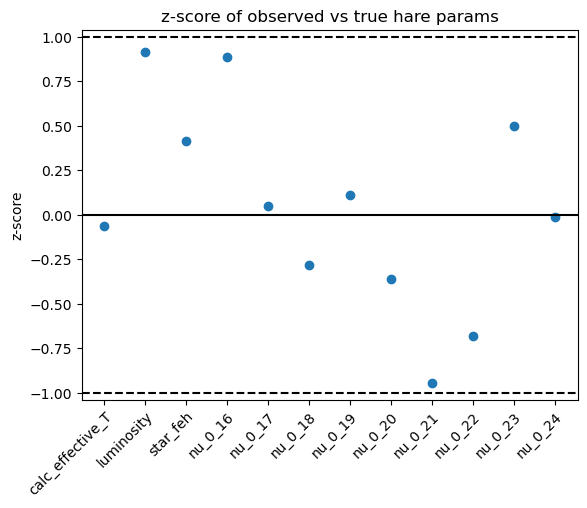 z-score of observed vs true hare params
z-score
1.00
0.75
0.50
0.25
0.00
−0.25
−0.50
−0.75
−1.00
calc_effective_T
luminosity
star_feh
nu_0_16
nu_0_17
nu_0_18
nu_0_19
nu_0_20
nu_0_21
nu_0_22
nu_0_23
nu_0_24